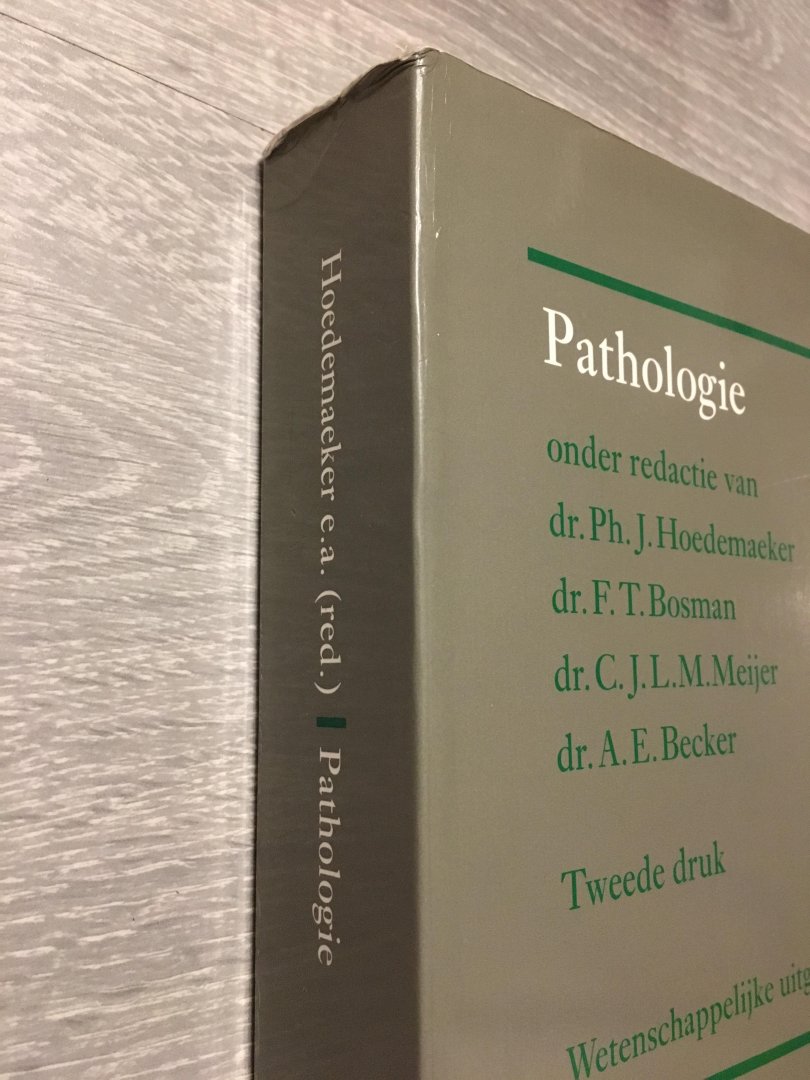 Hoedemaeker e.a. (red.) Pathologie
Pathologie
onder redactie van
dr. Ph. J. Hoedemaeker
dr. F. T. Bosman
dr. C. J. L. M. Meijer
dr. A. E. Becker
Tweede druk
Wetenschappelijke